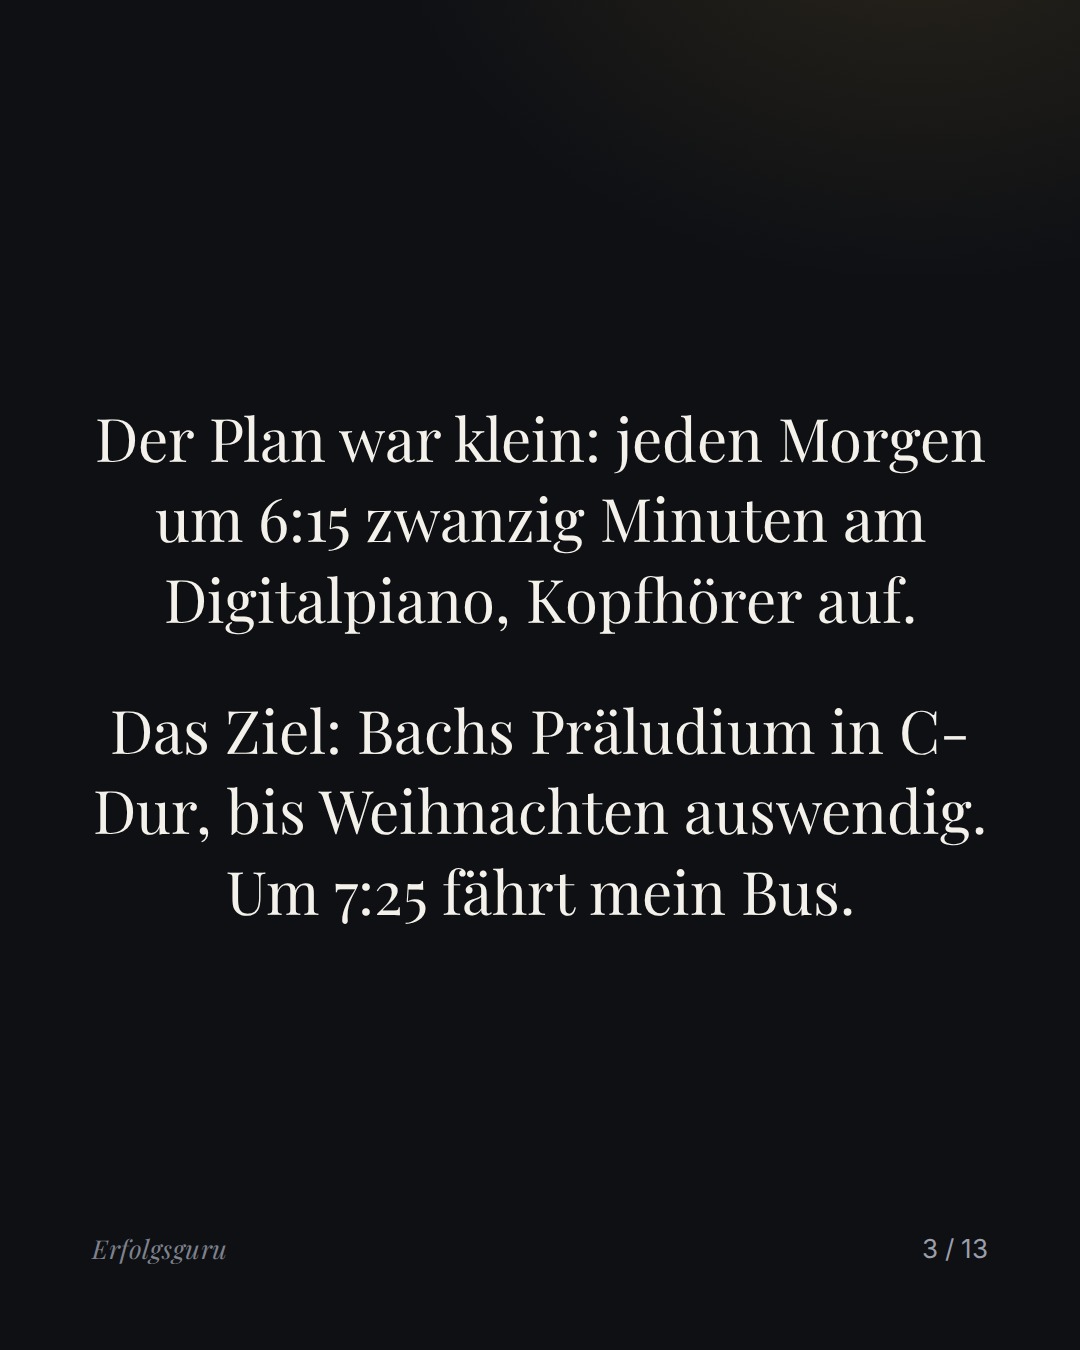 Der Plan war klein: jeden Morgen
um 6:15 zwanzig Minuten am
Digitalpiano, Kopfhörer auf.
Das Ziel: Bachs Präludium in C-
Dur, bis Weihnachten auswendig.
Um 7:25 fährt mein Bus.
Erfolgsguru
3 / 13